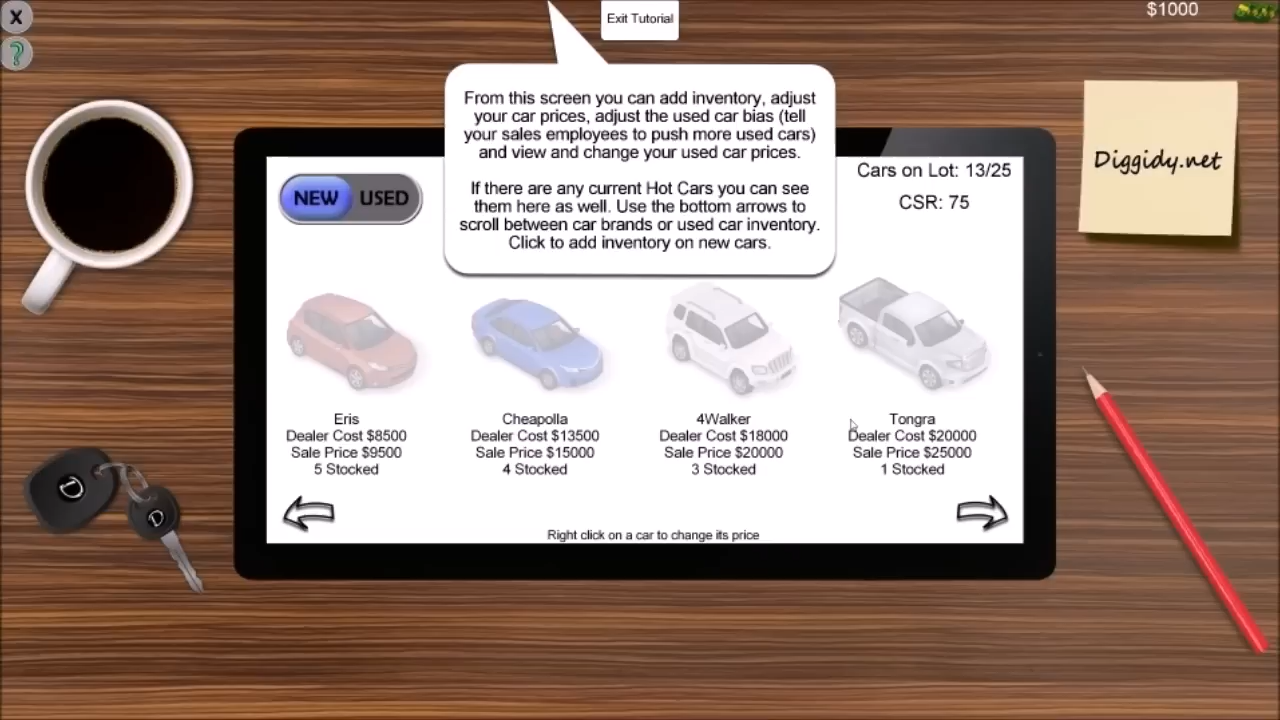 X
Exit Tutorial
$1000
?
From this screen you can add inventory, adjust
your car prices, adjust the used car bias (tell
your sales employees to push more used cars)
and view and change your used car prices.
If there are any current Hot Cars you can see
them here as well. Use the bottom arrows to
scroll between car brands or used car inventory.
Click to add inventory on new cars.
NEW USED
Cars on Lot: 13/25
CSR: 75
Diggidy.net
Eris
Dealer Cost $8500
Sale Price $9500
5 Stocked
Cheapolla
Dealer Cost $13500
Sale Price $15000
4 Stocked
4Walker
Dealer Cost $18000
Sale Price $20000
3 Stocked
Tongra
Dealer Cost $20000
Sale Price $25000
1 Stocked
D
D
Right click on a car to change its price